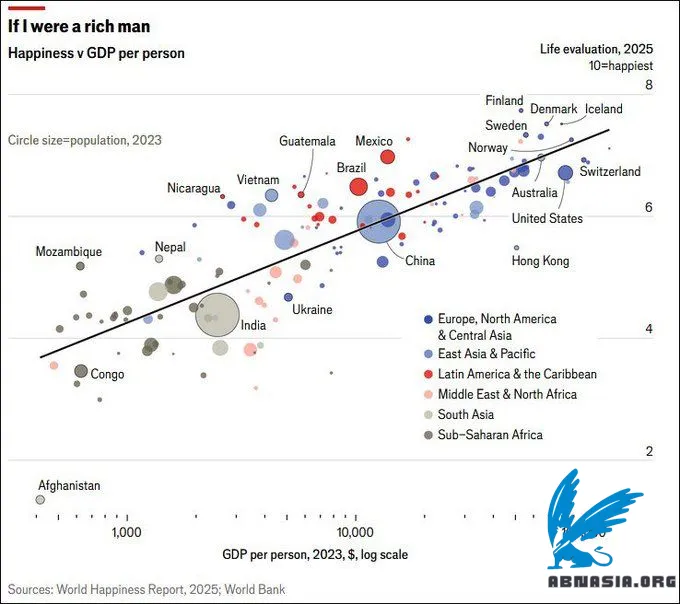 If I were a rich man
Happiness v GDP per person
Life evaluation, 2025
10=happiest
8
Circle size=population, 2023
Finland
Denmark
Iceland
Sweden
Norway
Guatemala
Mexico
Brazil
Vietnam
Nicaragua
Switzerland
Australia
United States
6
Mozambique
Nepal
China
Hong Kong
Ukraine
India
Europe, North America
& Central Asia
East Asia & Pacific
Latin America & the Caribbean
Middle East & North Africa
South Asia
Sub-Saharan Africa
4
Congo
2
Afghanistan
1,000
10,000
GDP per person, 2023, $, log scale
ABNASIA.ORG
Sources: World Happiness Report, 2025; World Bank